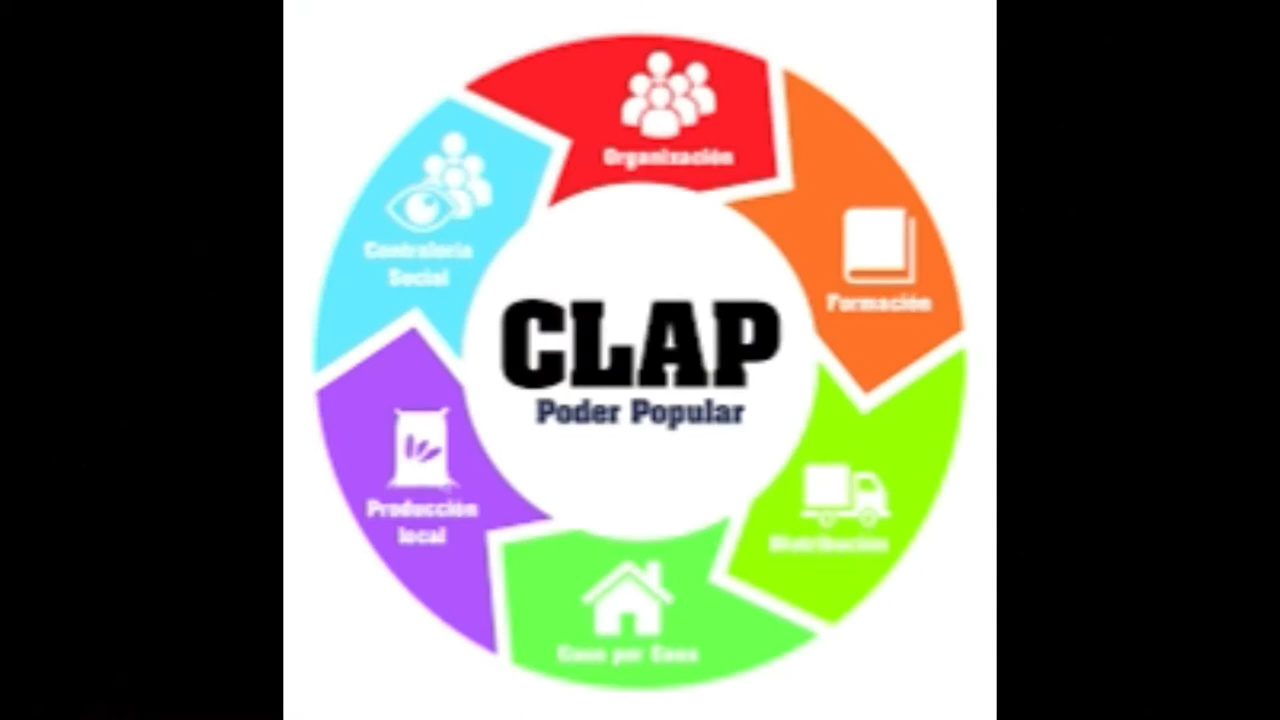 Organización
Formación
Distribución
Casa por Casa
Producción
local
Contraloría
Social
CLAP
Poder Popular